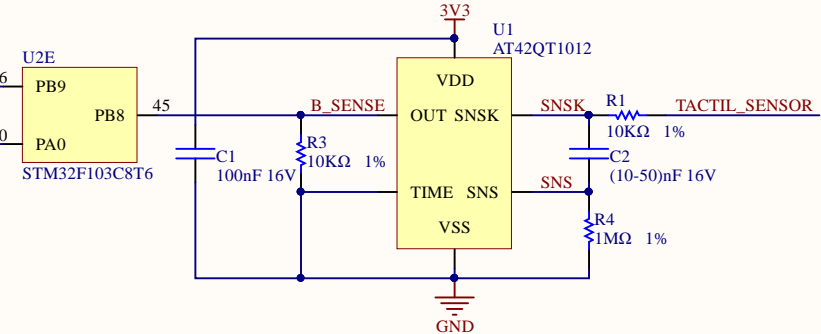 3V3
U1
AT42QT1012
U2E
6
PB9
PB8
45
0
PA0
STM32F103C8T6
B_SENSE
VDD
OUT SNSK
TIME SNS
VSS
SNSK
R1
10KΩ 1%
TACTIL_SENSOR
R3
10KΩ 1%
C1
100nF 16V
C2
(10-50)nF 16V
SNS
R4
1MΩ 1%
GND